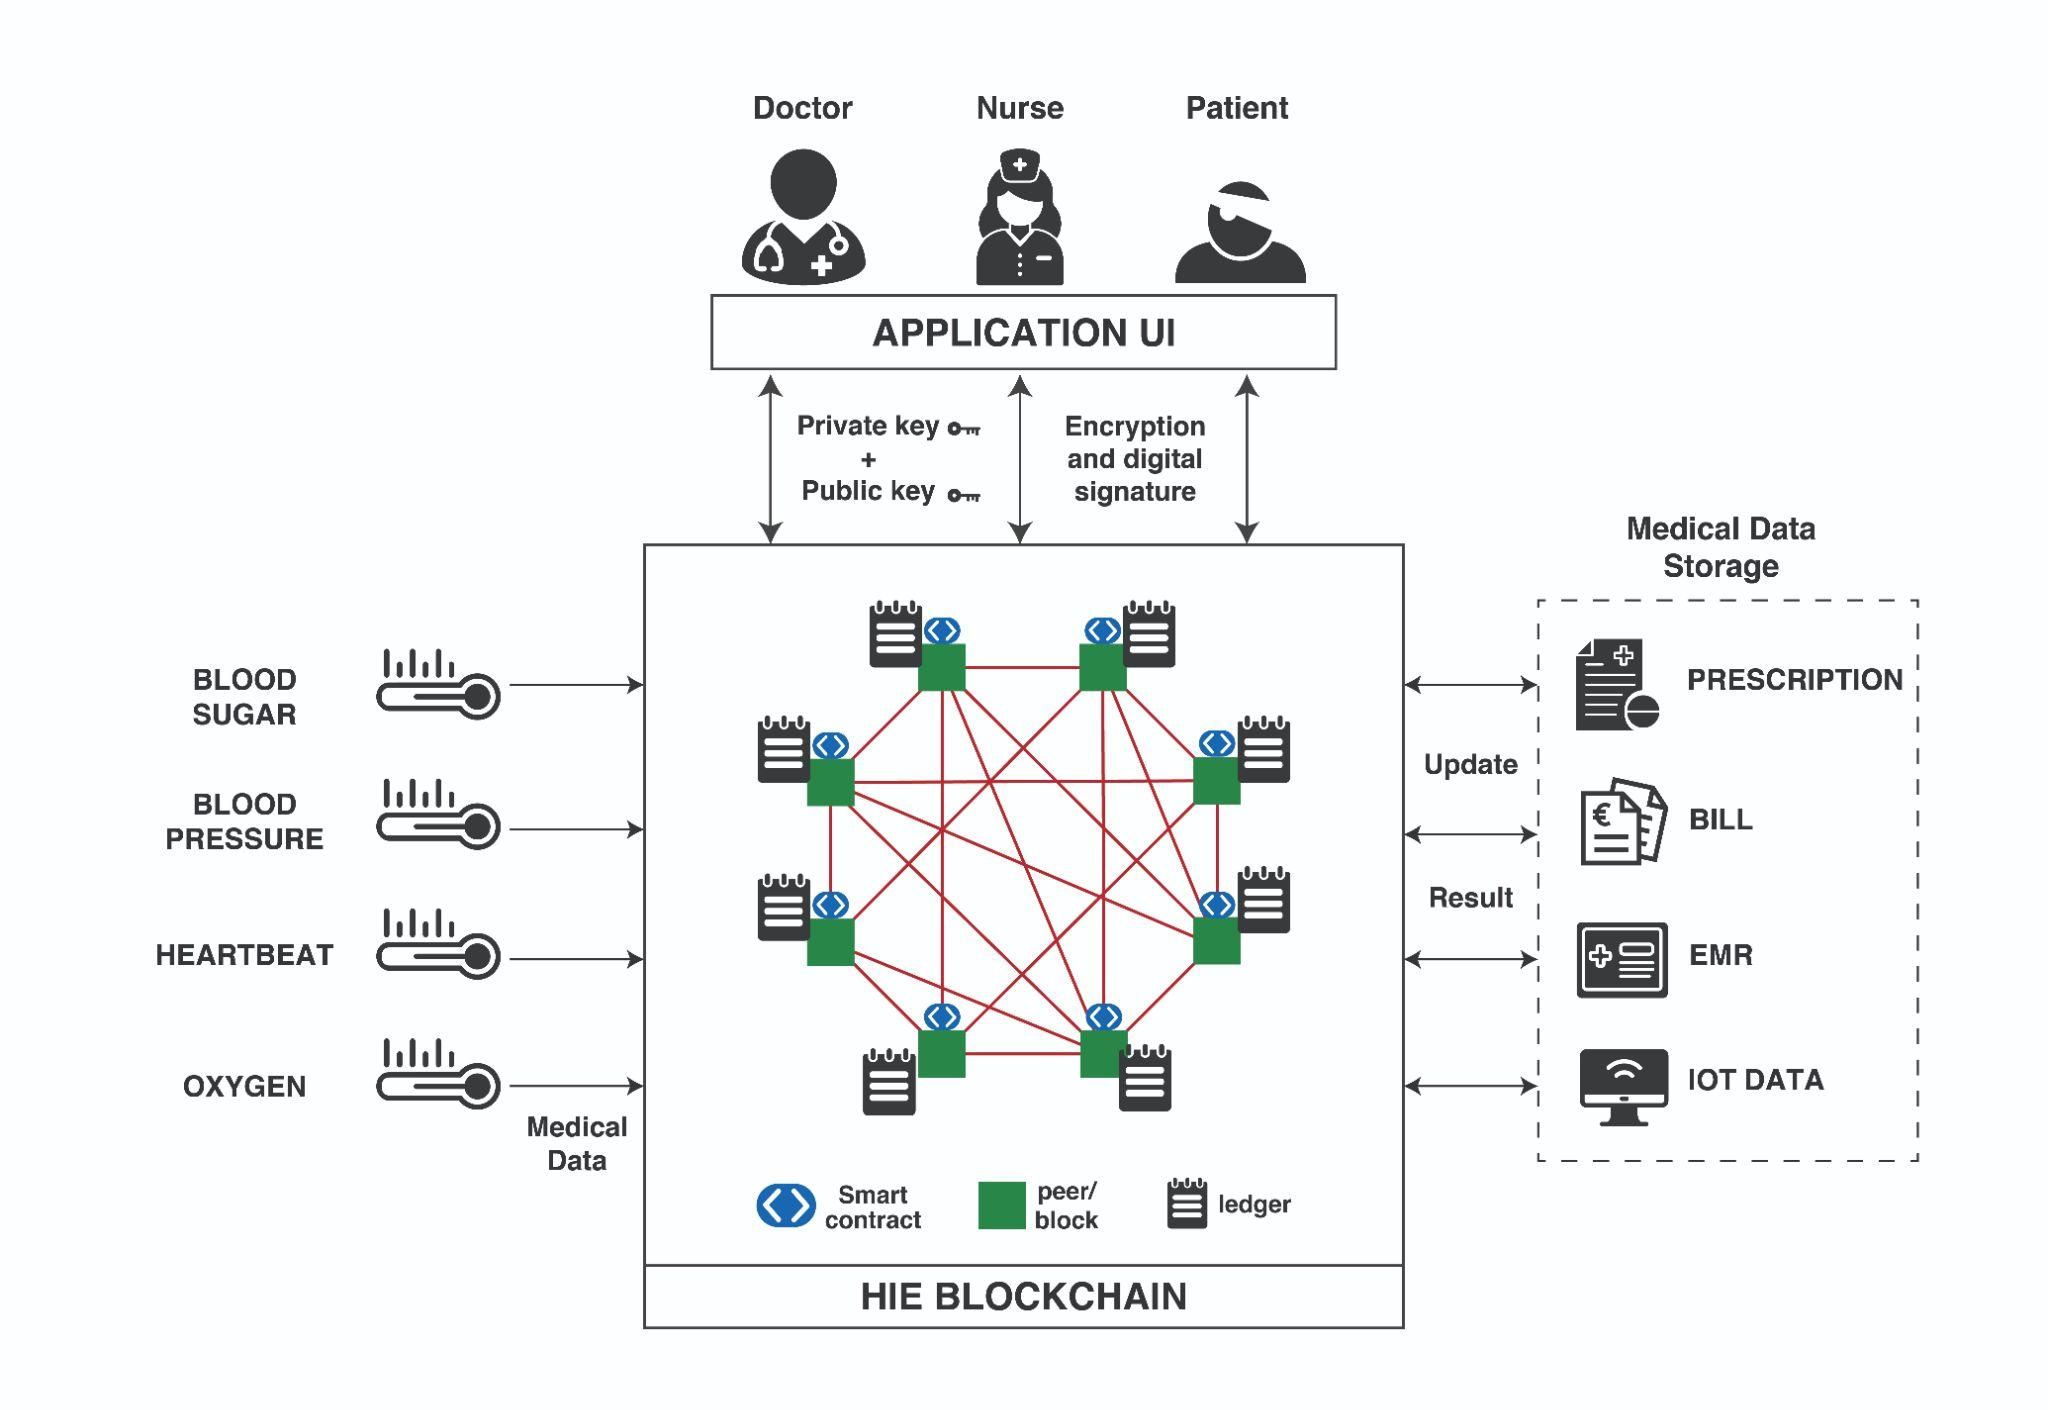 Doctor
Nurse
Patient
APPLICATION UI
Private key
+
Public key
Encryption
and digital
signature
BLOOD
SUGAR
BLOOD
PRESSURE
HEARTBEAT
OXYGEN
Medical
Data
Smart
contract
peer/
block
ledger
HIE BLOCKCHAIN
Update
Result
Medical Data
Storage
PRESCRIPTION
€
BILL
EMR
IOT DATA